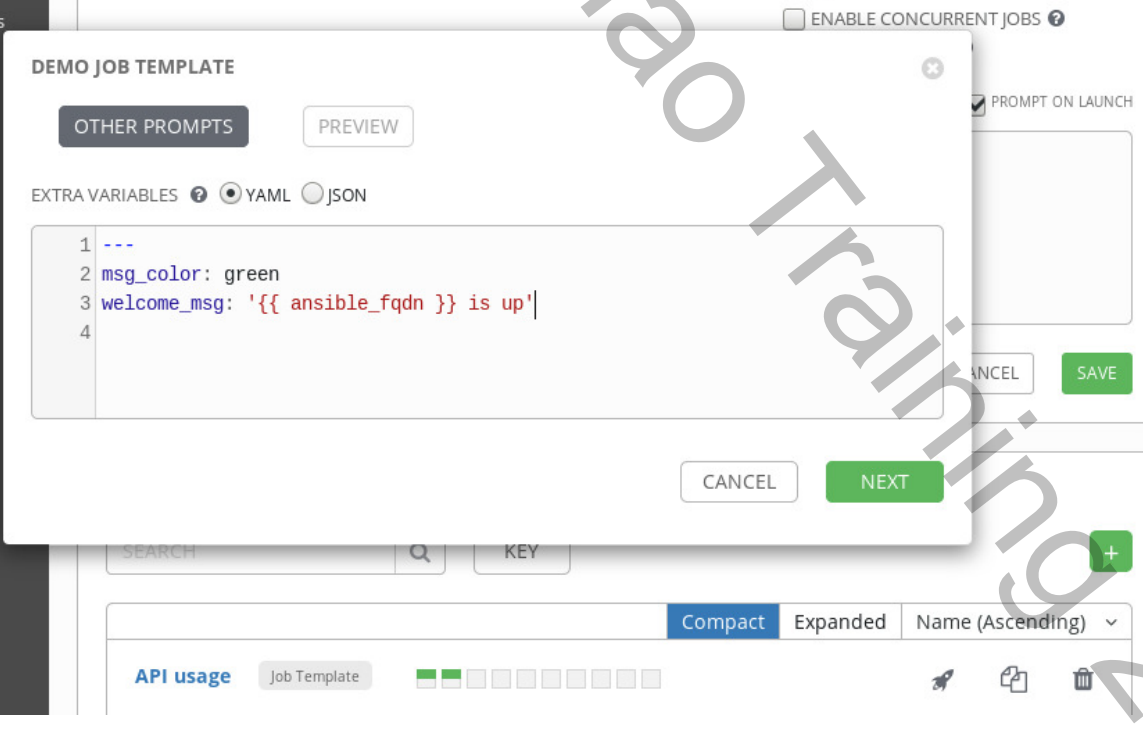 s
ENABLE CONCURRENT JOBS ?
DEMO JOB TEMPLATE
PROMPT ON LAUNCH
OTHER PROMPTS PREVIEW
EXTRA VARIABLES ? YAML JSON
1 ---
2 msg_color: green
3 welcome_msg: '{{ ansible_fqdn }} is up'
4
ANCEL SAVE
CANCEL NEXT
SEARCH KEY +
Compact Expanded Name (Ascending)
API usage Job Template
ao Training